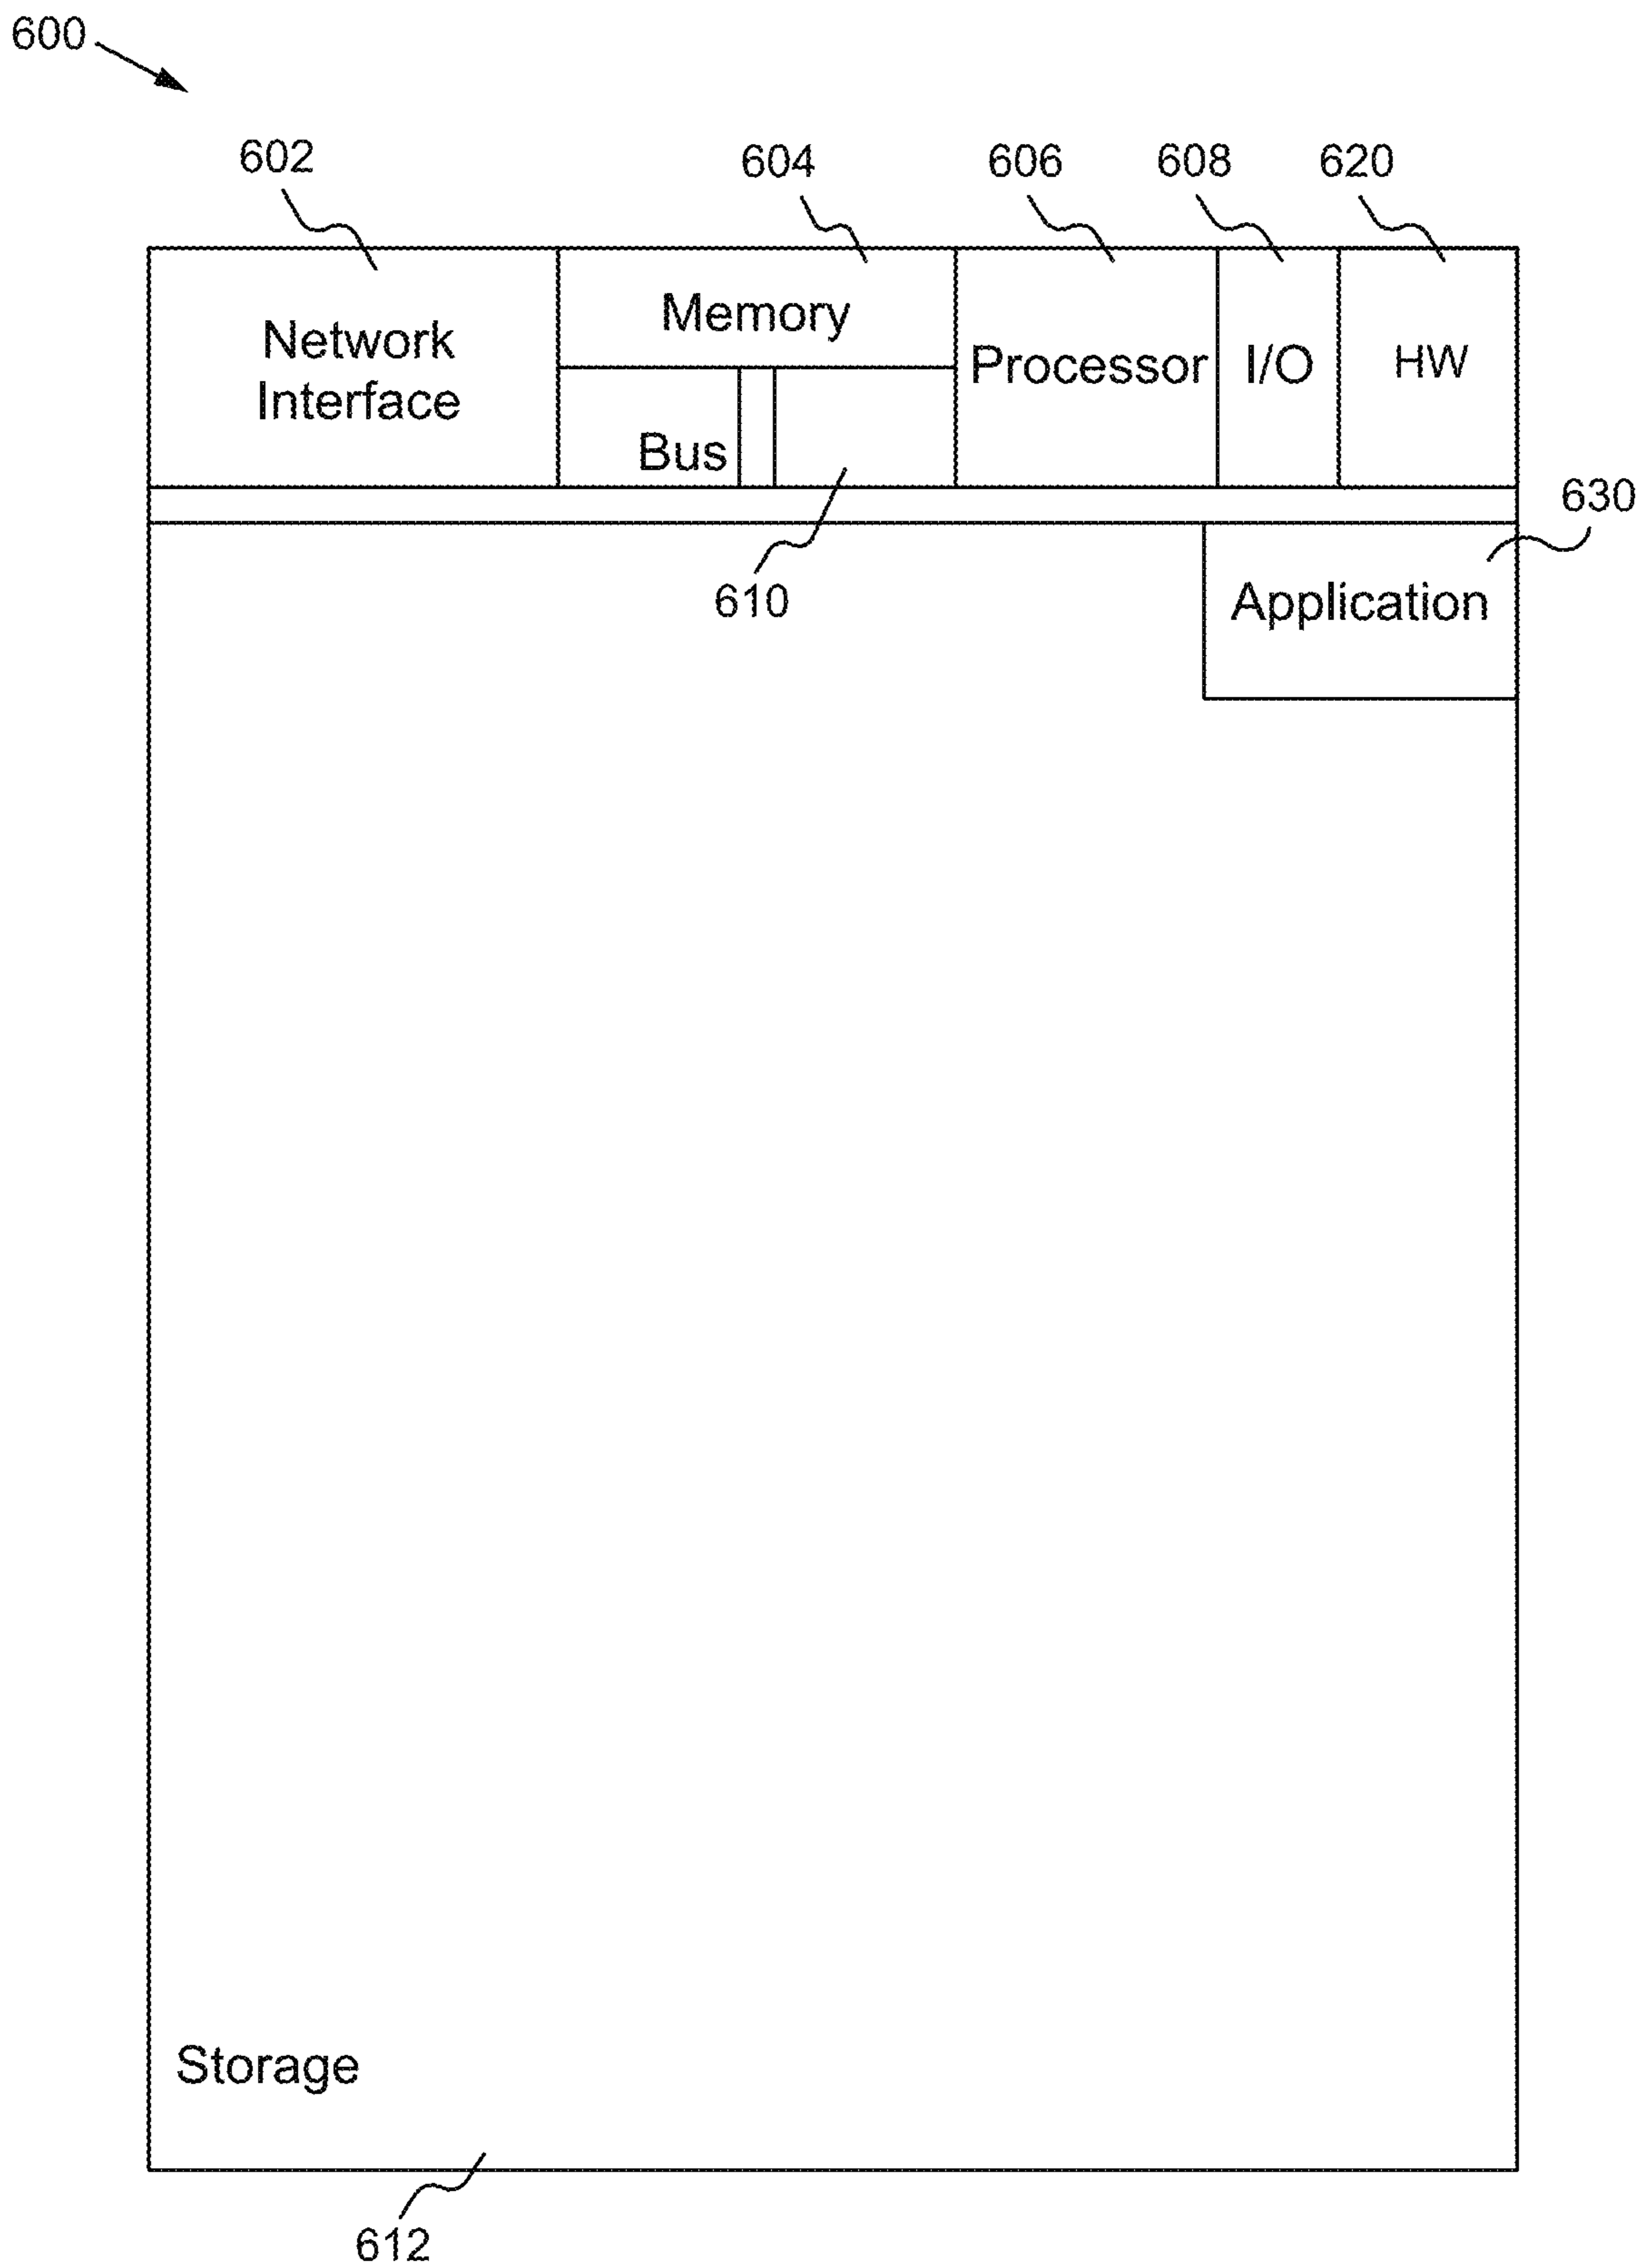 600
602
604
606
608
620
Network
Interface
Memory
Processor
I/O
HW
Bus
630
610
Application
Storage
612